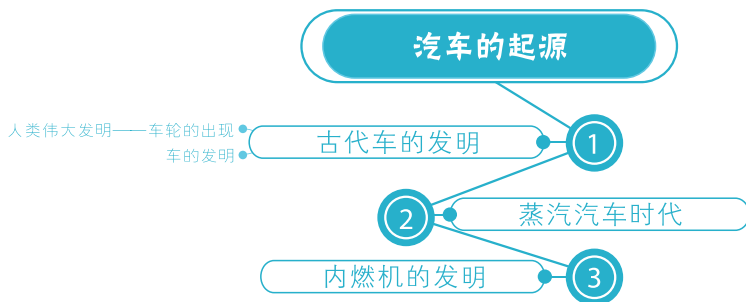 汽车的起源
1
古代车的发明
人类伟大发明——车轮的出现
车的发明
2
蒸汽汽车时代
3
内燃机的发明